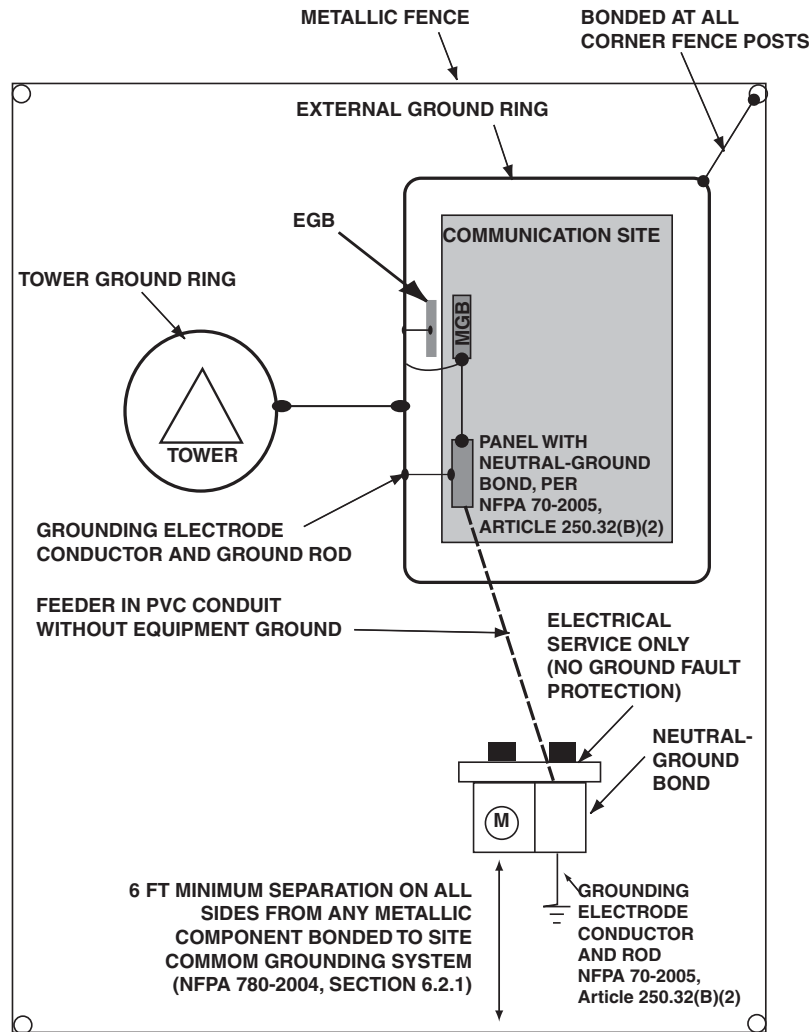 METALLIC FENCE
BONDED AT ALL
CORNER FENCE POSTS
EXTERNAL GROUND RING
EGB
COMMUNICATION SITE
TOWER GROUND RING
MGB
TOWER
PANEL WITH
NEUTRAL-GROUND
BOND, PER
NFPA 70-2005,
ARTICLE 250.32(B)(2)
GROUNDING ELECTRODE
CONDUCTOR AND GROUND ROD
FEEDER IN PVC CONDUIT
WITHOUT EQUIPMENT GROUND
ELECTRICAL
SERVICE ONLY
(NO GROUND FAULT
PROTECTION)
NEUTRAL-
GROUND
BOND
M
6 FT MINIMUM SEPARATION ON ALL
SIDES FROM ANY METALLIC
COMPONENT BONDED TO SITE
COMMOM GROUNDING SYSTEM
(NFPA 780-2004, SECTION 6.2.1)
GROUNDING
ELECTRODE
CONDUCTOR
AND ROD
NFPA 70-2005,
Article 250.32(B)(2)